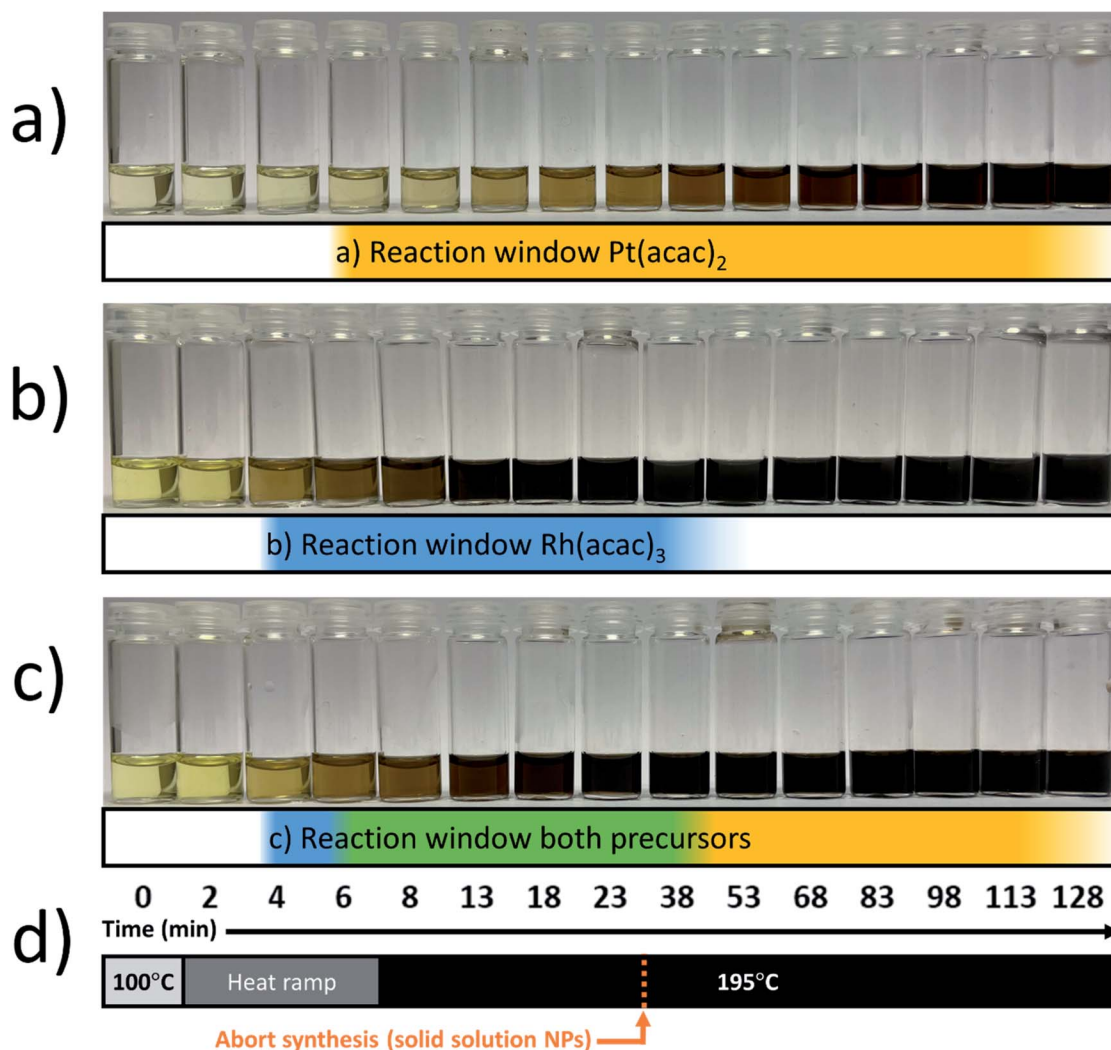 a)
a) Reaction window Pt(acac)₂
b)
b) Reaction window Rh(acac)₃
c)
c) Reaction window both precursors
d)
0 2 4 6 8 13 18 23 38 53 68 83 98 113 128
Time (min)
100°C Heat ramp 195°C
Abort synthesis (solid solution NPs)